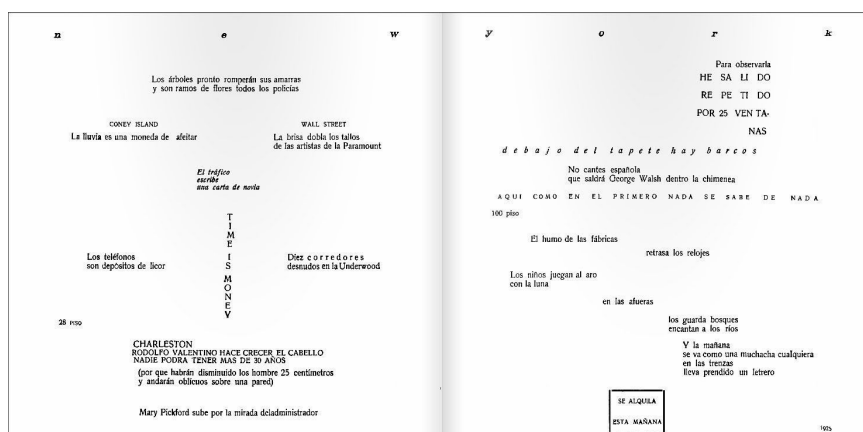 n e w
Los árboles pronto romperán sus amarras
y son ramos de flores todos los policías
CONEY ISLAND
La lluvia es una moneda de afeitar
WALL STREET
La brisa dobla los tallos
de las artistas de la Paramount
El tráfico
escribe
una carta de novia
T
I
M
E
I
S
M
O
N
E
Y
Los teléfonos
son depósitos de licor
Diez corredores
desnudos en la Underwood
28 PISO
CHARLESTON
RODOLFO VALENTINO HACE CRECER EL CABELLO
NADIE PODRA TENER MAS DE 30 AÑOS
(por que habrán disminuido los hombre 25 centímetros
y andarán oblicuos sobre una pared)
Mary Pickford sube por la mirada deladministrador
y o r k
Para observarla
HE SA LI DO
RE PE TI DO
POR 25 VEN TA-
NAS
debajo del tapete hay barcos
No cantes española
que saldrá George Walsh dentro la chimenea
AQUI COMO EN EL PRIMERO NADA SE SABE DE NADA
100 piso
El humo de las fábricas
retrasa los relojes
Los niños juegan al aro
con la luna
en las afueras
los guarda bosques
encantan a los ríos
Y la mañana
se va como una muchacha cualquiera
en las trenzas
lleva prendido un letrero
SE ALQUILA
ESTA MAÑANA
1925